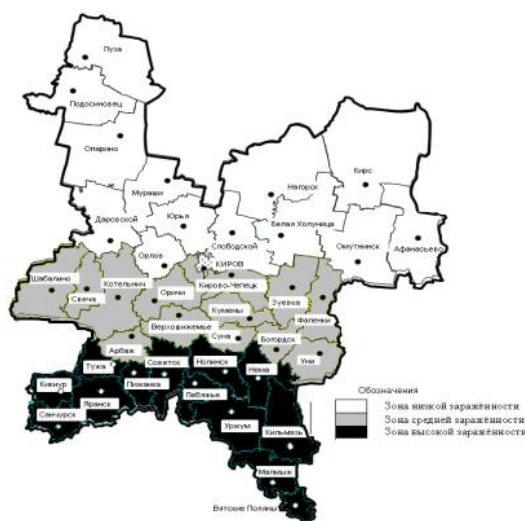 Луза
Подосиновец
Опарино
Мураши
Нагорск
Кирс
Даровской
Юрья
Слободской
Белая Холуница
Омутнинск
Афанасьево
Орлов
КИРОВ
Шабалино
Свеча
Котельнич
Оричи
Кирово-Чепецк
Зуевка
Фаленки
Верховижемье
Кумены
Суна
Богородск
Уни
Арбаж
Тужа
Советск
Нолинск
Нема
Кикнур
Пижанка
Лебяжье
Санчурск
Яранск
Уржум
Кильмезь
Малмыж
Вятские Поляны
Обозначения
Зона низкой заражённости
Зона средней заражённости
Зона высокой заражённости